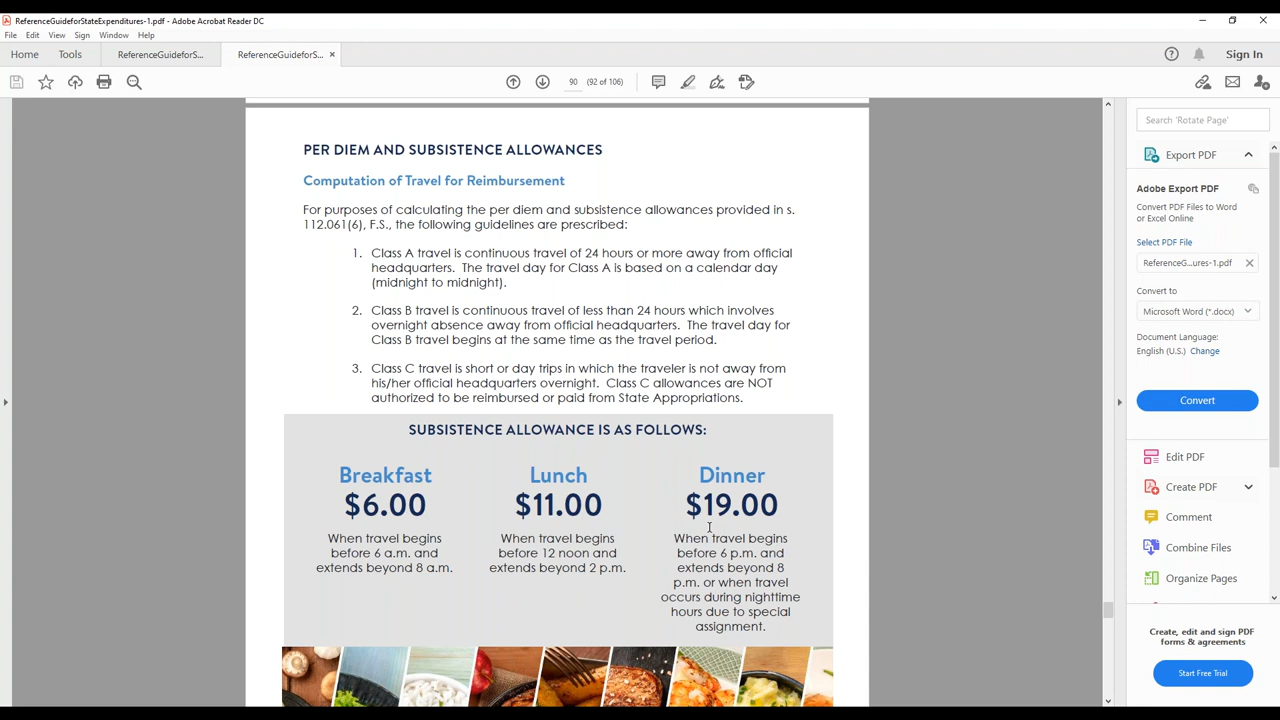 ReferenceGuideforStateExpenditures-1.pdf - Adobe Acrobat Reader DC
File Edit View Sign Window Help
Home Tools ReferenceGuideforS... ReferenceGuideforS... ×
Sign In
90 (92 of 106)
PER DIEM AND SUBSISTENCE ALLOWANCES
Computation of Travel for Reimbursement
For purposes of calculating the per diem and subsistence allowances provided in s.
112.061(6), F.S., the following guidelines are prescribed:
1. Class A travel is continuous travel of 24 hours or more away from official
headquarters. The travel day for Class A is based on a calendar day
(midnight to midnight).
2. Class B travel is continuous travel of less than 24 hours which involves
overnight absence away from official headquarters. The travel day for
Class B travel begins at the same time as the travel period.
3. Class C travel is short or day trips in which the traveler is not away from
his/her official headquarters overnight. Class C allowances are NOT
authorized to be reimbursed or paid from State Appropriations.
SUBSISTENCE ALLOWANCE IS AS FOLLOWS:
Breakfast
$6.00
When travel begins
before 6 a.m. and
extends beyond 8 a.m.
Lunch
$11.00
When travel begins
before 12 noon and
extends beyond 2 p.m.
Dinner
$19.00
When travel begins
before 6 p.m. and
extends beyond 8
p.m. or when travel
occurs during nighttime
hours due to special
assignment.
Search 'Rotate Page'
Export PDF
Adobe Export PDF
Convert PDF Files to Word
or Excel Online
Select PDF File
ReferenceG...ures-1.pdf
Convert to
Microsoft Word (*.docx)
Document Language:
English (U.S.) Change
Convert
Edit PDF
Create PDF
Comment
Combine Files
Organize Pages
Create, edit and sign PDF
forms & agreements
Start Free Trial